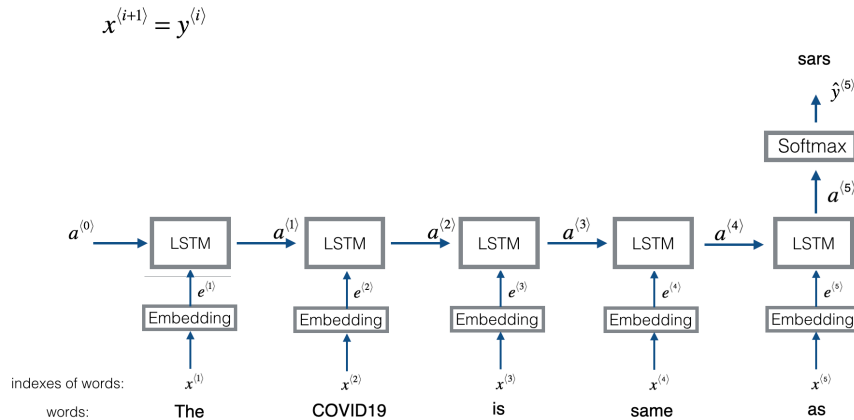 x⟨i+1⟩ = y⟨i⟩
sars
ŷ⟨5⟩
Softmax
a⟨5⟩
a⟨0⟩ LSTM a⟨1⟩ LSTM a⟨2⟩ LSTM a⟨3⟩ LSTM a⟨4⟩ LSTM
e⟨1⟩ e⟨2⟩ e⟨3⟩ e⟨4⟩ e⟨5⟩
Embedding Embedding Embedding Embedding Embedding
indexes of words: x⟨1⟩ x⟨2⟩ x⟨3⟩ x⟨4⟩ x⟨5⟩
words: The COVID19 is same as